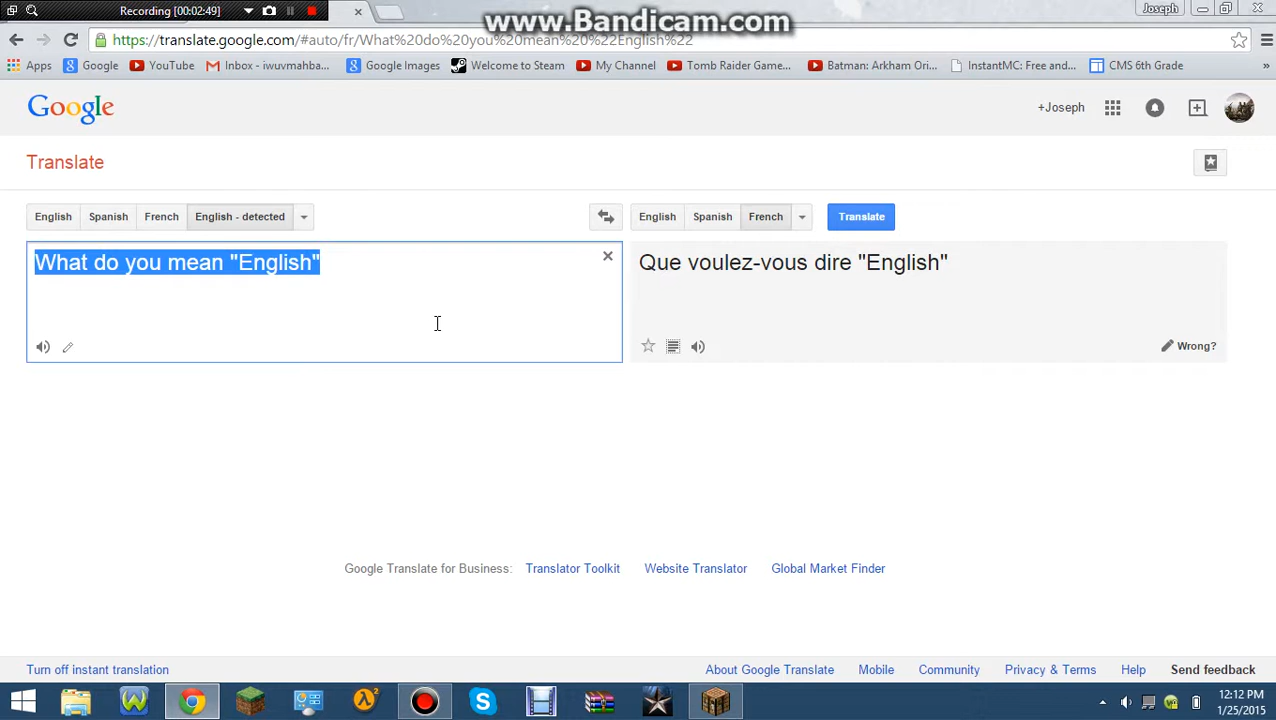 www.Bandicam.com
Recording [00:02:49]
Joseph
https://translate.google.com/#auto/fr/What%20do%20you%20mean%20%22English%22
Apps Google YouTube Inbox - iwuvmahba... Google Images Welcome to Steam My Channel Tomb Raider Game... Batman: Arkham Ori... InstantMC: Free and... CMS 6th Grade »
Google
+Joseph
Translate
English Spanish French English - detected
English Spanish French Translate
What do you mean "English"
Que voulez-vous dire "English"
Wrong?
Google Translate for Business: Translator Toolkit Website Translator Global Market Finder
Turn off instant translation About Google Translate Mobile Community Privacy & Terms Help Send feedback
12:12 PM
1/25/2015